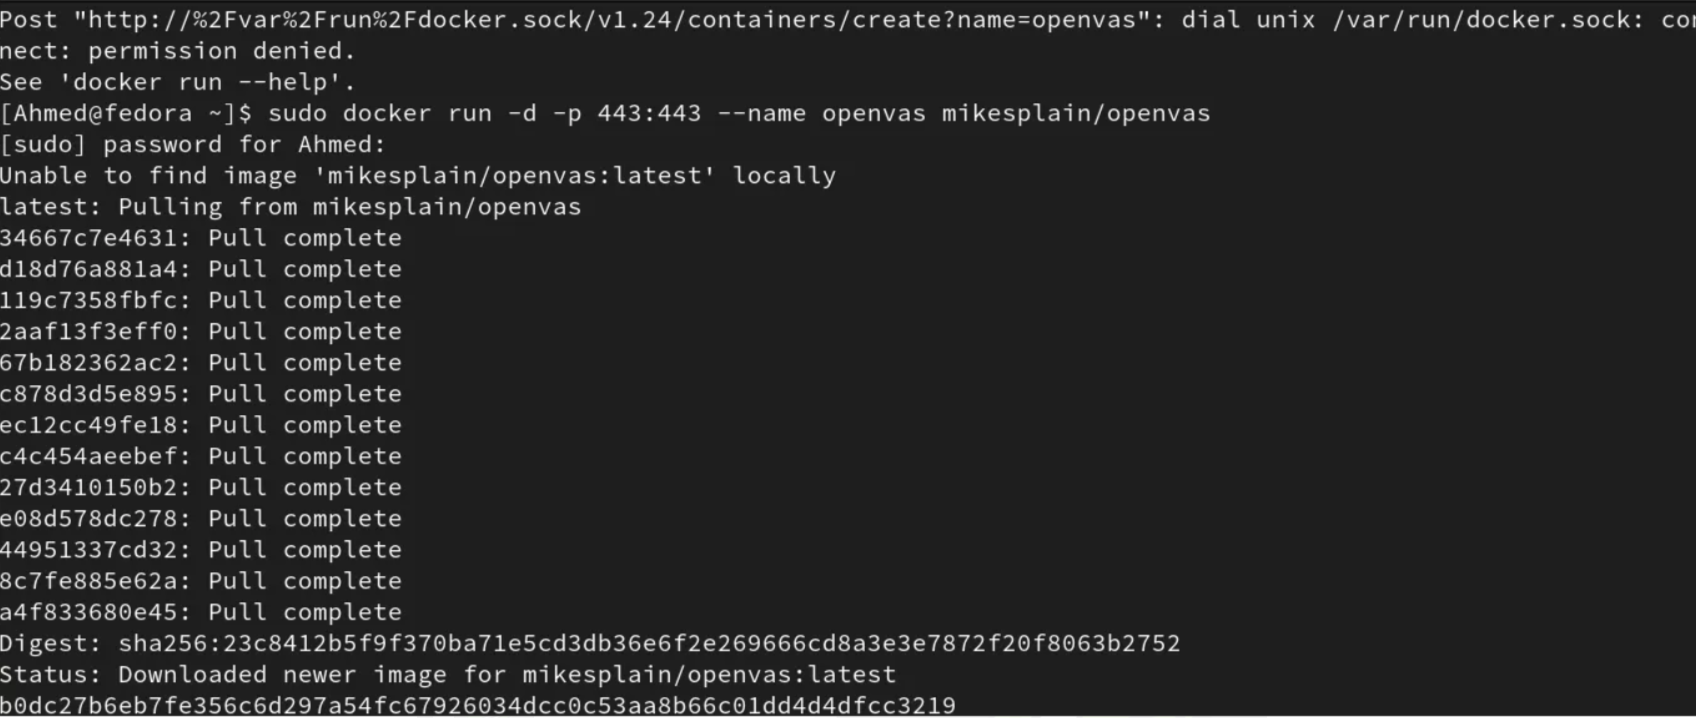 Post "http://%2Fvar%2Frun%2Fdocker.sock/v1.24/containers/create?name=openvas": dial unix /var/run/docker.sock: con
nect: permission denied.
See 'docker run --help'.
[Ahmed@fedora ~]$ sudo docker run -d -p 443:443 --name openvas mikesplain/openvas
[sudo] password for Ahmed:
Unable to find image 'mikesplain/openvas:latest' locally
latest: Pulling from mikesplain/openvas
34667c7e4631: Pull complete
d18d76a881a4: Pull complete
119c7358fbfc: Pull complete
2aaf13f3eff0: Pull complete
67b182362ac2: Pull complete
c878d3d5e895: Pull complete
ec12cc49fe18: Pull complete
c4c454aeebef: Pull complete
27d3410150b2: Pull complete
e08d578dc278: Pull complete
44951337cd32: Pull complete
8c7fe885e62a: Pull complete
a4f833680e45: Pull complete
Digest: sha256:23c8412b5f9f370ba71e5cd3db36e6f2e269666cd8a3e3e7872f20f8063b2752
Status: Downloaded newer image for mikesplain/openvas:latest
b0dc27b6eb7fe356c6d297a54fc67926034dcc0c53aa8b66c01dd4d4dfcc3219